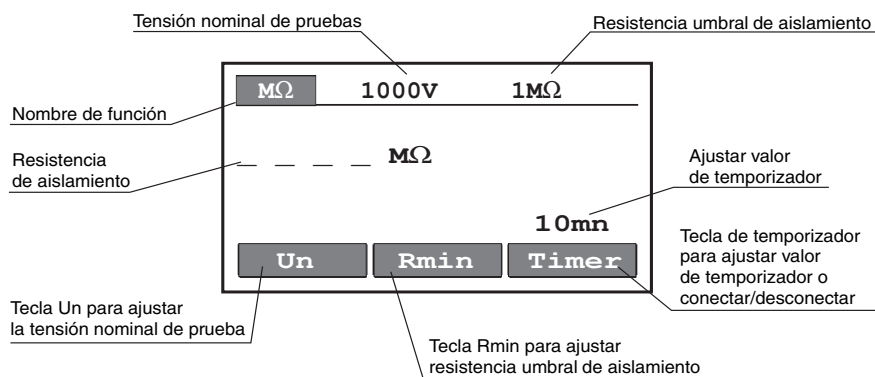 Tensión nominal de pruebas
Resistencia umbral de aislamiento
MΩ 1000V 1MΩ
Nombre de función
Resistencia
de aislamiento
_ _ _ _ MΩ
Ajustar valor
de temporizador
10mn
Un Rmin Timer
Tecla de temporizador
para ajustar valor
de temporizador o
conectar/desconectar
Tecla Un para ajustar
la tensión nominal de prueba
Tecla Rmin para ajustar
resistencia umbral de aislamiento